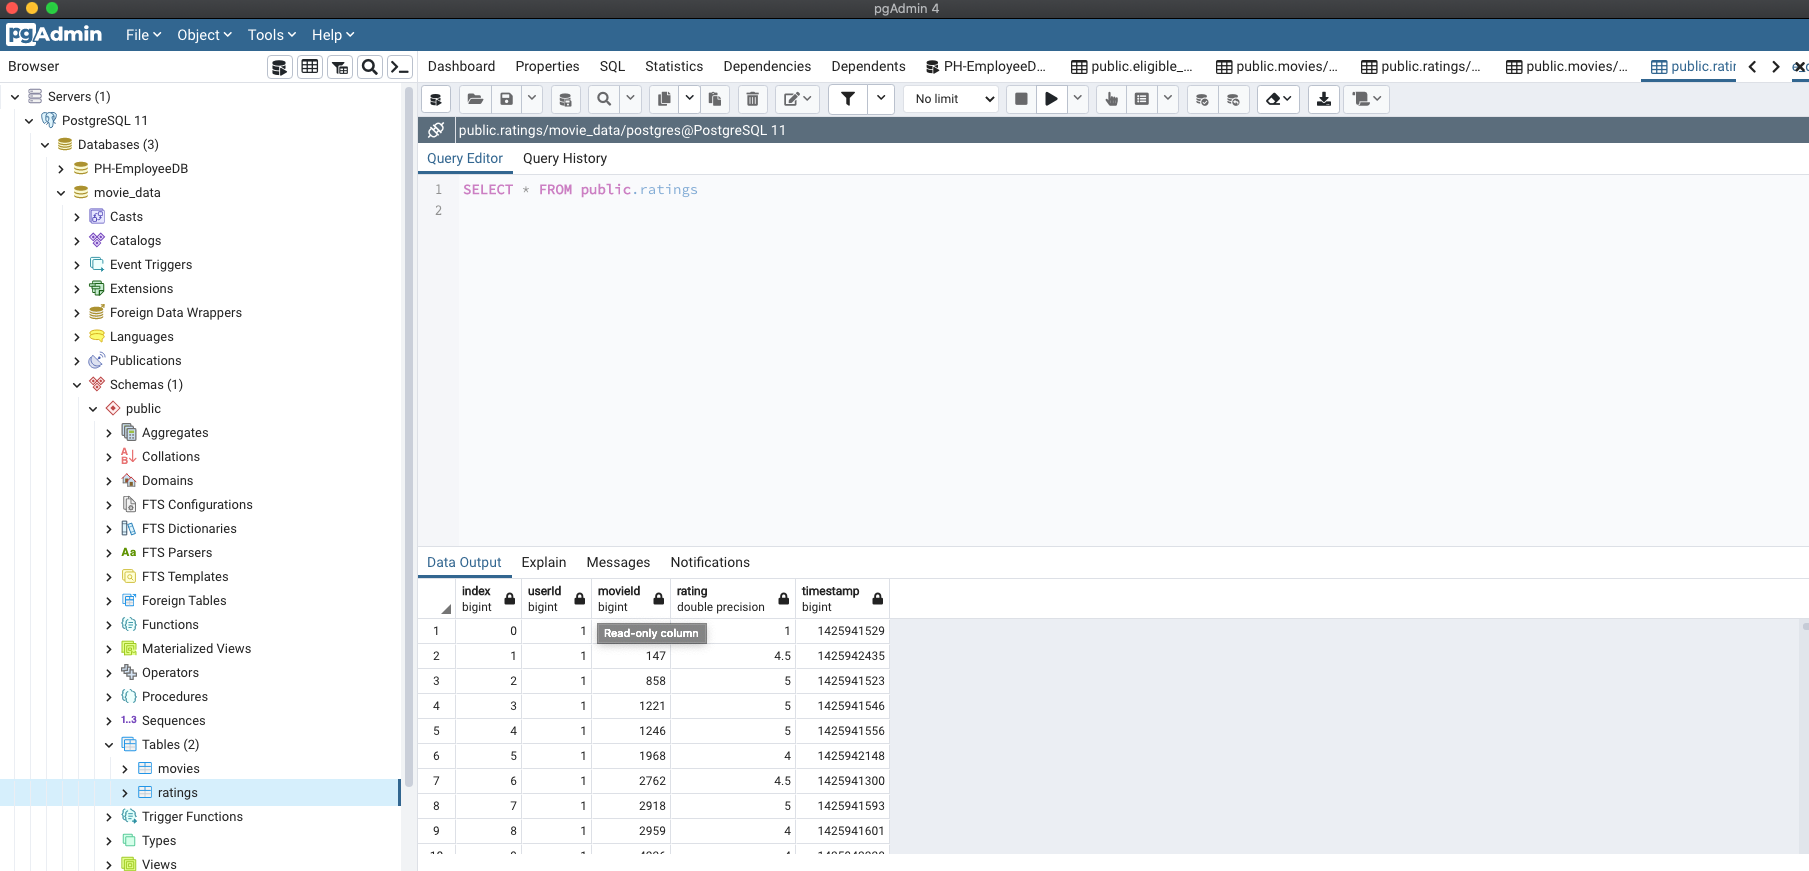 pgAdmin 4
pgAdmin File Object Tools Help
Browser
Dashboard Properties SQL Statistics Dependencies Dependents PH-EmployeeD... public.eligible_... public.movies/... public.ratings/... public.movies/... public.ratin
Servers (1)
PostgreSQL 11
Databases (3)
PH-EmployeeDB
movie_data
Casts
Catalogs
Event Triggers
Extensions
Foreign Data Wrappers
Languages
Publications
Schemas (1)
public
Aggregates
Collations
Domains
FTS Configurations
FTS Dictionaries
Aa FTS Parsers
FTS Templates
Foreign Tables
Functions
Materialized Views
Operators
Procedures
1..3 Sequences
Tables (2)
movies
ratings
Trigger Functions
Types
Views
No limit
public.ratings/movie_data/postgres@PostgreSQL 11
Query Editor Query History
1 SELECT * FROM public.ratings
2
Data Output Explain Messages Notifications
index userId movieId rating timestamp
bigint bigint bigint double precision bigint
1 0 1 Read-only column 1 1425941529
2 1 1 147 4.5 1425942435
3 2 1 858 5 1425941523
4 3 1 1221 5 1425941546
5 4 1 1246 5 1425941556
6 5 1 1968 4 1425942148
7 6 1 2762 4.5 1425941300
8 7 1 2918 5 1425941593
9 8 1 2959 4 1425941601